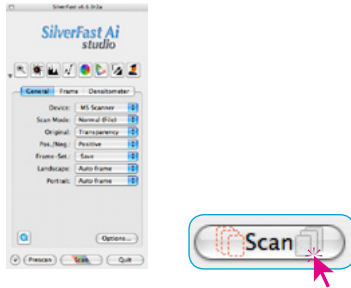 SilverFast v6.5.0r2a
SilverFast Ai
studio
General Frame Densitometer
Device: MS Scanner
Scan Mode: Normal (File)
Original: Transparency
Pos./Neg.: Positive
Frame-Set.: Save
Landscape: Auto frame
Portrait: Auto frame
Options...
Prescan Scan Quit
Scan